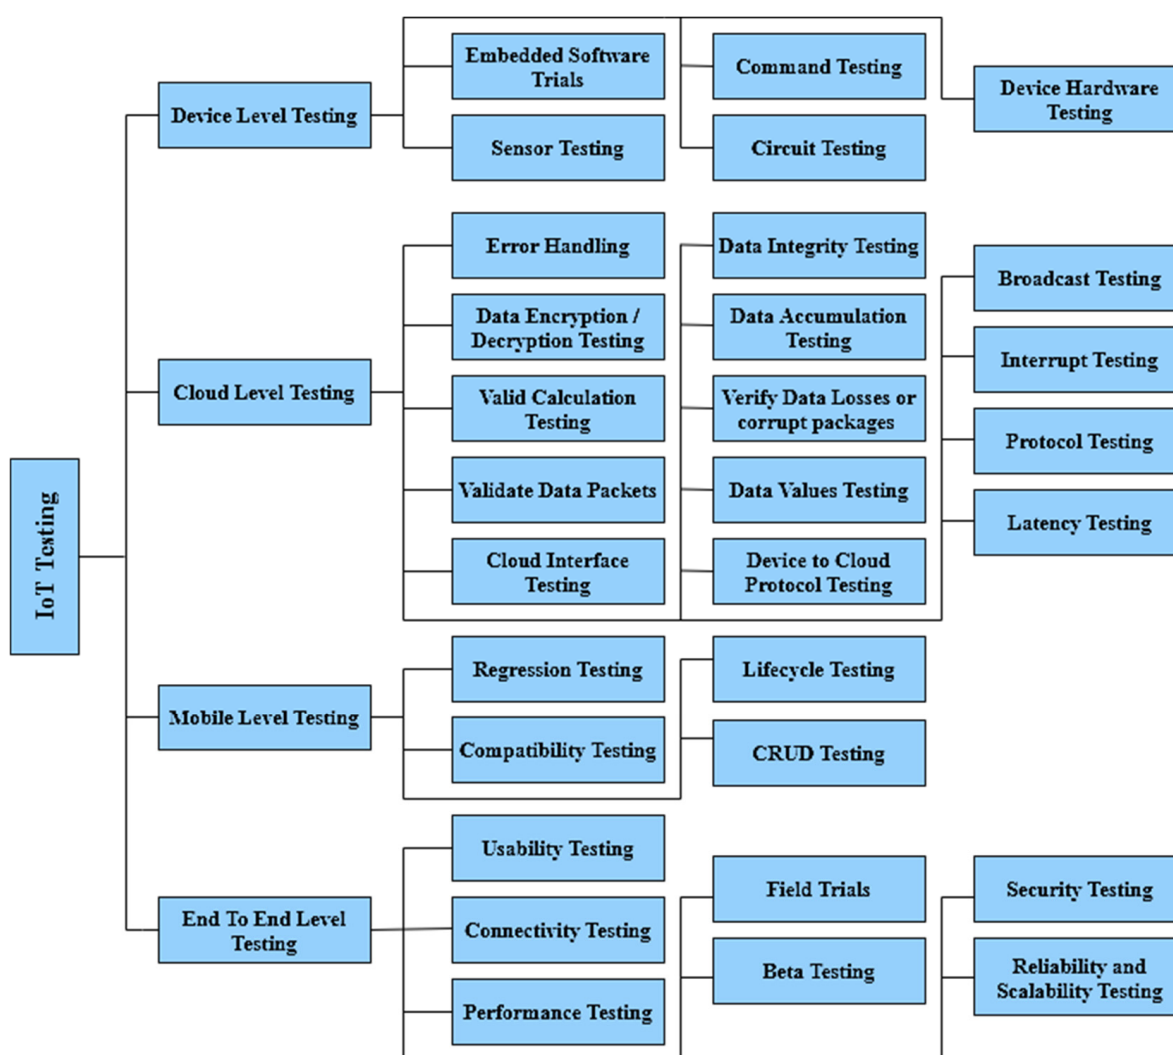 IoT Testing
Device Level Testing
Embedded Software
Trials
Sensor Testing
Command Testing
Circuit Testing
Device Hardware
Testing
Cloud Level Testing
Error Handling
Data Encryption /
Decryption Testing
Valid Calculation
Testing
Validate Data Packets
Cloud Interface
Testing
Data Integrity Testing
Data Accumulation
Testing
Verify Data Losses or
corrupt packages
Data Values Testing
Device to Cloud
Protocol Testing
Broadcast Testing
Interrupt Testing
Protocol Testing
Latency Testing
Mobile Level Testing
Regression Testing
Compatibility Testing
Lifecycle Testing
CRUD Testing
End To End Level
Testing
Usability Testing
Connectivity Testing
Performance Testing
Field Trials
Beta Testing
Security Testing
Reliability and
Scalability Testing